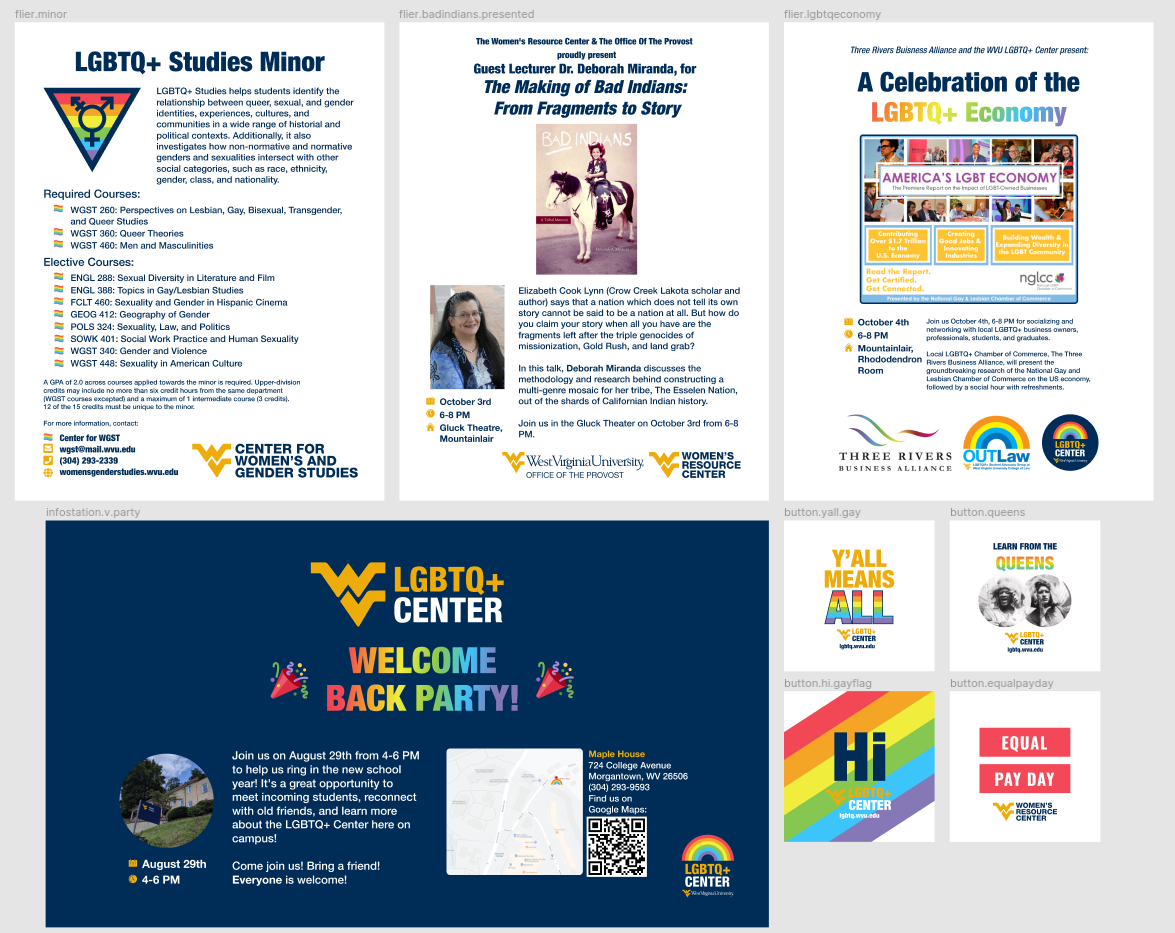 flier.minor
LGBTQ+ Studies Minor
LGBTQ+ Studies helps students identify the
relationship between queer, sexual, and gender
identities, experiences, cultures, and
communities in a wide range of historical and
political contexts. Additionally, it also
investigates how non-normative and normative
genders and sexualities intersect with other
social categories, such as race, ethnicity,
gender, class, and nationality.
Required Courses:
WGST 260: Perspectives on Lesbian, Gay, Bisexual, Transgender,
and Queer Studies
WGST 360: Queer Theories
WGST 460: Men and Masculinities
Elective Courses:
ENGL 288: Sexual Diversity in Literature and Film
ENGL 388: Topics in Gay/Lesbian Studies
FCLT 460: Sexuality and Gender in Hispanic Cinema
GEOG 412: Geography of Gender
POLS 324: Sexuality, Law, and Politics
SOWK 401: Social Work Practice and Human Sexuality
WGST 340: Gender and Violence
WGST 448: Sexuality in American Culture
A GPA of 2.0 across courses applied towards the minor is required. Upper-division
credits may include no more than six credit hours from the same department
(WGST courses excepted) and a maximum of 1 intermediate course (3 credits).
12 of the 15 credits must be unique to the minor.
For more information, contact:
Center for WGST
wgst@mail.wvu.edu
(304) 293-2339
womensgenderstudies.wvu.edu
CENTER FOR
WOMEN'S AND
GENDER STUDIES
flier.badindians.presented
The Women's Resource Center & The Office Of The Provost
proudly present
Guest Lecturer Dr. Deborah Miranda, for
The Making of Bad Indians:
From Fragments to Story
BAD INDIANS
A Tribal Memoir
Elizabeth Cook Lynn (Crow Creek Lakota scholar and
author) says that a nation which does not tell its own
story cannot be said to be a nation at all. But how do
you claim your story when all you have are the
fragments left after the triple genocides of
missionization, Gold Rush, and land grab?
In this talk, Deborah Miranda discusses the
methodology and research behind constructing a
multi-genre mosaic for her tribe, The Esselen Nation,
out of the shards of Californian Indian history.
Join us in the Gluck Theater on October 3rd from 6-8
PM.
October 3rd
6-8 PM
Gluck Theatre,
Mountainlair
WestVirginiaUniversity.
OFFICE OF THE PROVOST
WOMEN'S
RESOURCE
CENTER
flier.lgbtqeconomy
Three Rivers Buisness Alliance and the WVU LGBTQ+ Center present:
A Celebration of the
LGBTQ+ Economy
AMERICA'S LGBT ECONOMY
The Premiere Report on the Impact of LGBT-Owned Businesses
Contributing
Over $1.7 Trillion
to the
U.S. Economy
Creating
Good Jobs &
Innovating
Industries
Building Wealth &
Expanding Diversity in
the LGBT Community
Read the Report.
Get Certified.
Get Connected.
nglcc
Presented by the National Gay & Lesbian Chamber of Commerce
October 4th
6-8 PM
Mountainlair,
Rhododendron
Room
Join us October 4th, 6-8 PM for socializing and
networking with local LGBTQ+ business owners,
professionals, students, and graduates.
Local LGBTQ+ Chamber of Commerce, The Three
Rivers Business Alliance, will present the
groundbreaking research of the National Gay and
Lesbian Chamber of Commerce on the US economy,
followed by a social hour with refreshments.
THREE RIVERS
BUSINESS ALLIANCE
OUTLaw
LGBTQ+
CENTER
infostation.v.party
LGBTQ+
CENTER
WELCOME
BACK PARTY!
August 29th
4-6 PM
Join us on August 29th from 4-6 PM
to help us ring in the new school
year! It's a great opportunity to
meet incoming students, reconnect
with old friends, and learn more
about the LGBTQ+ Center here on
campus!
Come join us! Bring a friend!
Everyone is welcome!
Maple House
724 College Avenue
Morgantown, WV 26506
(304) 293-9593
Find us on
Google Maps:
LGBTQ+
CENTER
WestVirginiaUniversity
button.yall.gay
Y'ALL
MEANS
ALL
LGBTQ+
CENTER
lgbtq.wvu.edu
button.queens
LEARN FROM THE
QUEENS
LGBTQ+
CENTER
lgbtq.wvu.edu
button.hi.gayflag
Hi
LGBTQ+
CENTER
lgbtq.wvu.edu
button.equalpayday
EQUAL
PAY DAY
WOMEN'S
RESOURCE
CENTER